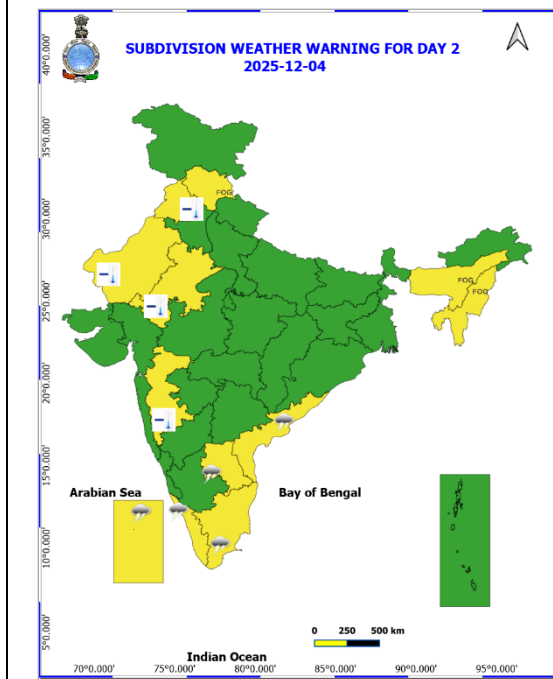 SUBDIVISION WEATHER WARNING FOR DAY 2
2025-12-04
40°0.000'
35°0.000'
30°0.000'
25°0.000'
20°0.000'
15°0.000'
10°0.000'
5°0.000'
FOG
FOG
FOG
Arabian Sea
Bay of Bengal
0 250 500 km
Indian Ocean
70°0.000' 75°0.000' 80°0.000' 85°0.000' 90°0.000' 95°0.000'